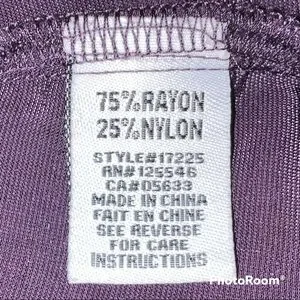 75%RAYON
25%NYLON
STYLE#17225
RN#125546
CA#05633
MADE IN CHINA
FAIT EN CHINE
SEE REVERSE
FOR CARE
INSTRUCTIONS
PhotoRoom®